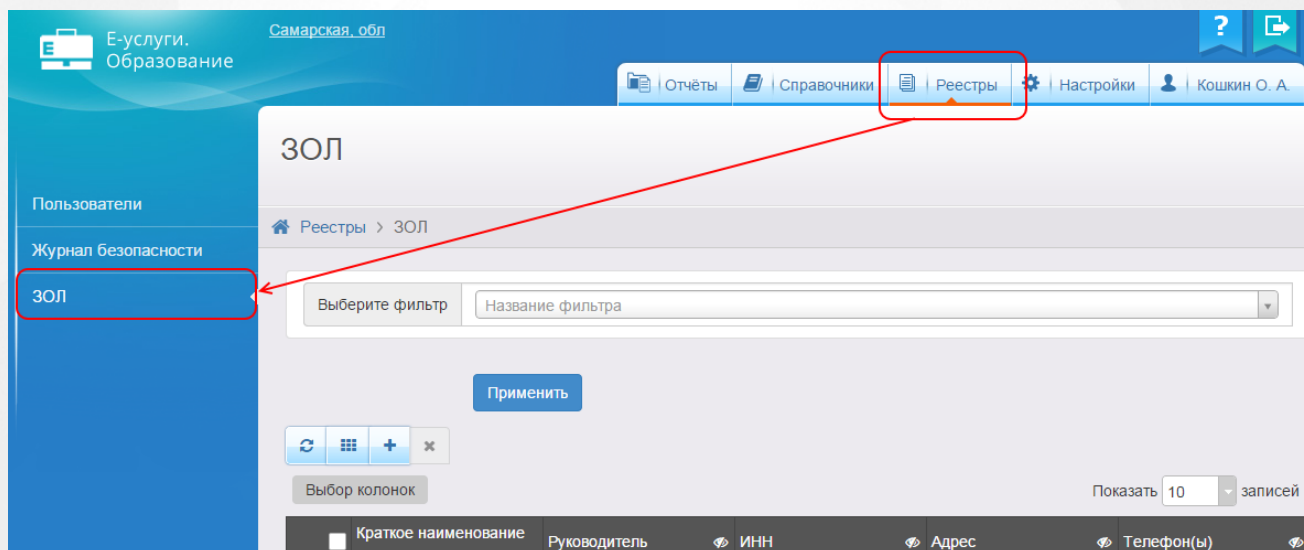 Е-услуги.
Образование
E
Самарская, обл
?
Отчёты Справочники Реестры Настройки Кошкин О. А.
ЗОЛ
Пользователи
Журнал безопасности
ЗОЛ
Реестры > ЗОЛ
Выберите фильтр Название фильтра
Применить
Выбор колонок
Показать 10 записей
Краткое наименование Руководитель ИНН Адрес Телефон(ы)